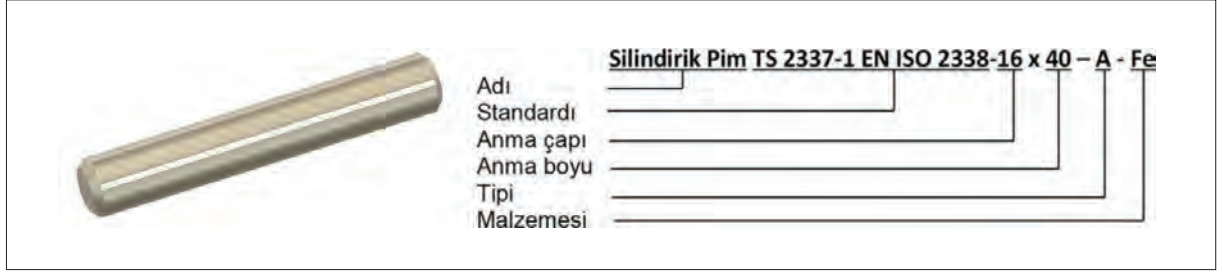 Silindirik Pim TS 2337-1 EN ISO 2338-16 x 40 – A - Fe
Adı
Standardı
Anma çapı
Anma boyu
Tipi
Malzemesi